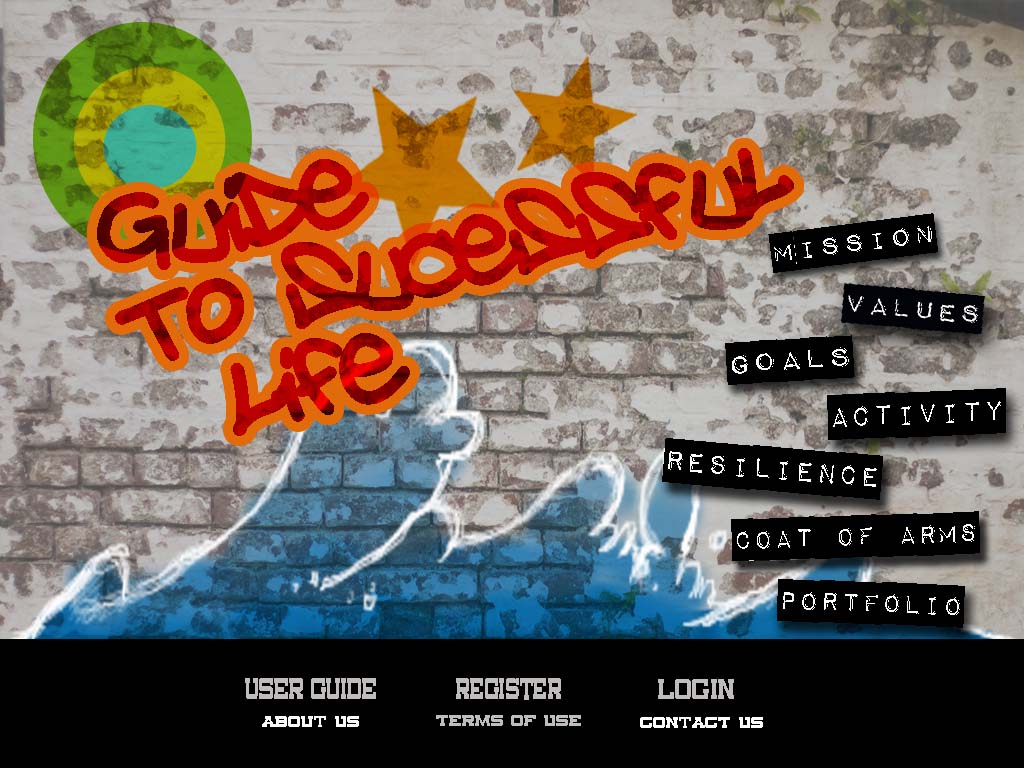 GUiDe
TO SUCeSSFUL
LiFe
MISSION
VALUES
GOALS
ACTIVITY
RESILIENCE
COAT OF ARMS
PORTFOLIO
USER GUIDE REGISTER LOGIN
ABOUT US TERMS OF USE CONTACT US